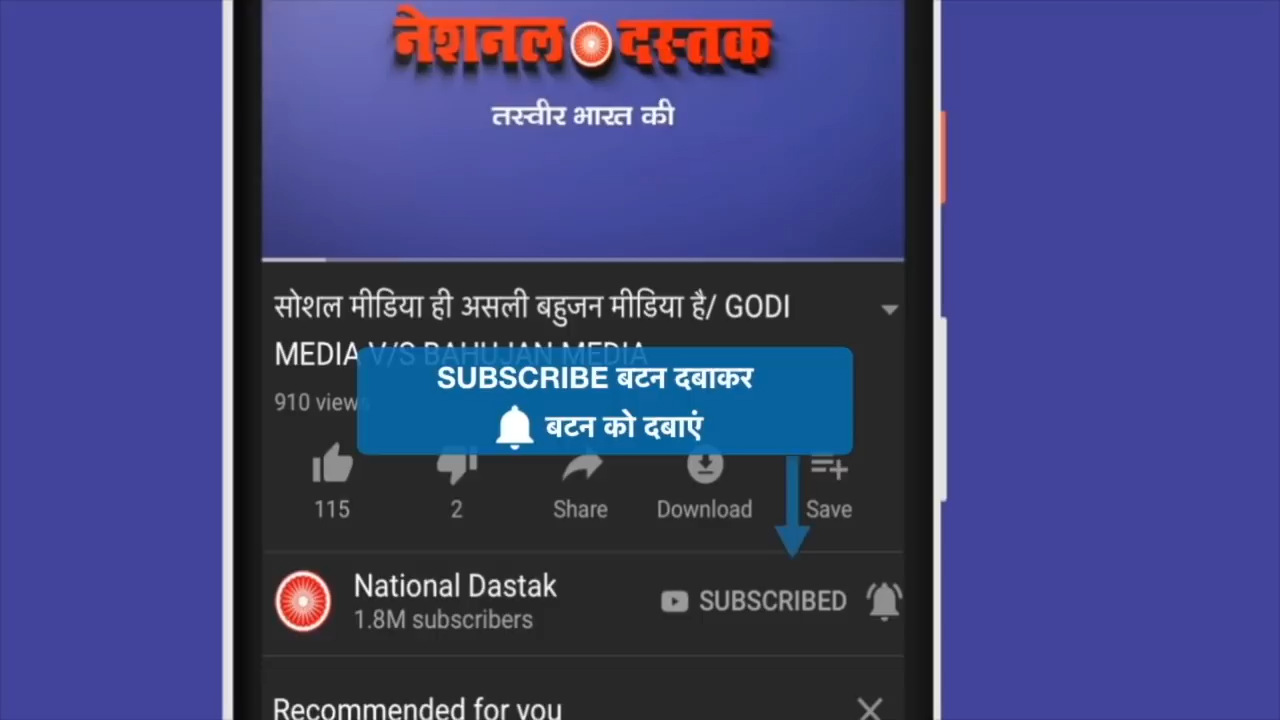 नेशनल दस्तक
तस्वीर भारत की
सोशल मीडिया ही असली बहुजन मीडिया है/ GODI
MEDIA V/S BAHUJAN MEDIA
SUBSCRIBE बटन दबाकर
बटन को दबाएं
910 views
115
2
Share
Download
Save
National Dastak
1.8M subscribers
SUBSCRIBED
Recommended for you